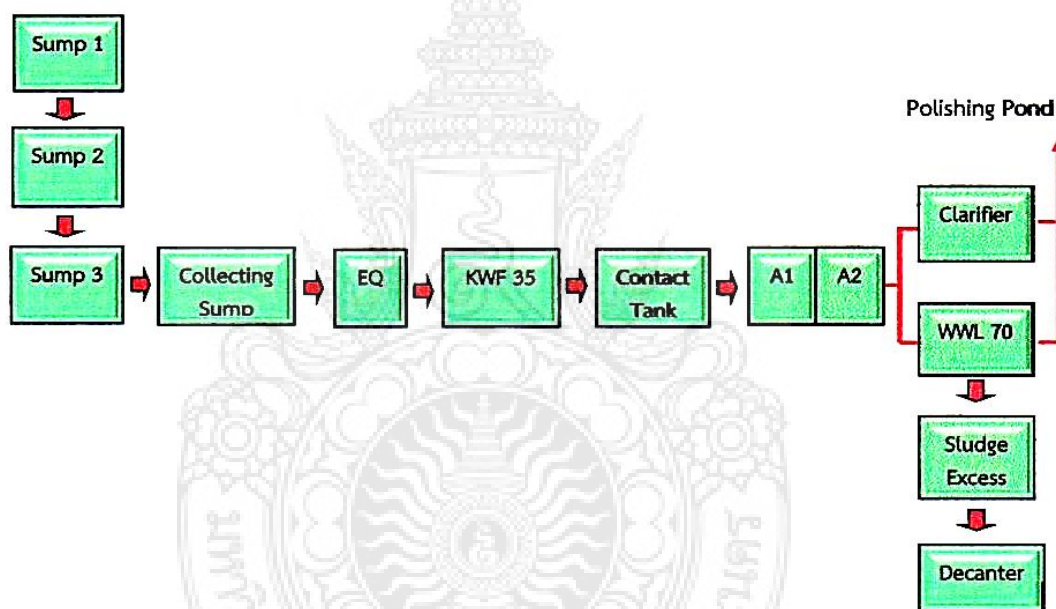 Sump 1
Sump 2
Sump 3
Collecting
Sump
EQ
KWF 35
Contact
Tank
A1
A2
Polishing Pond
Clarifier
WWL 70
Sludge
Excess
Decanter